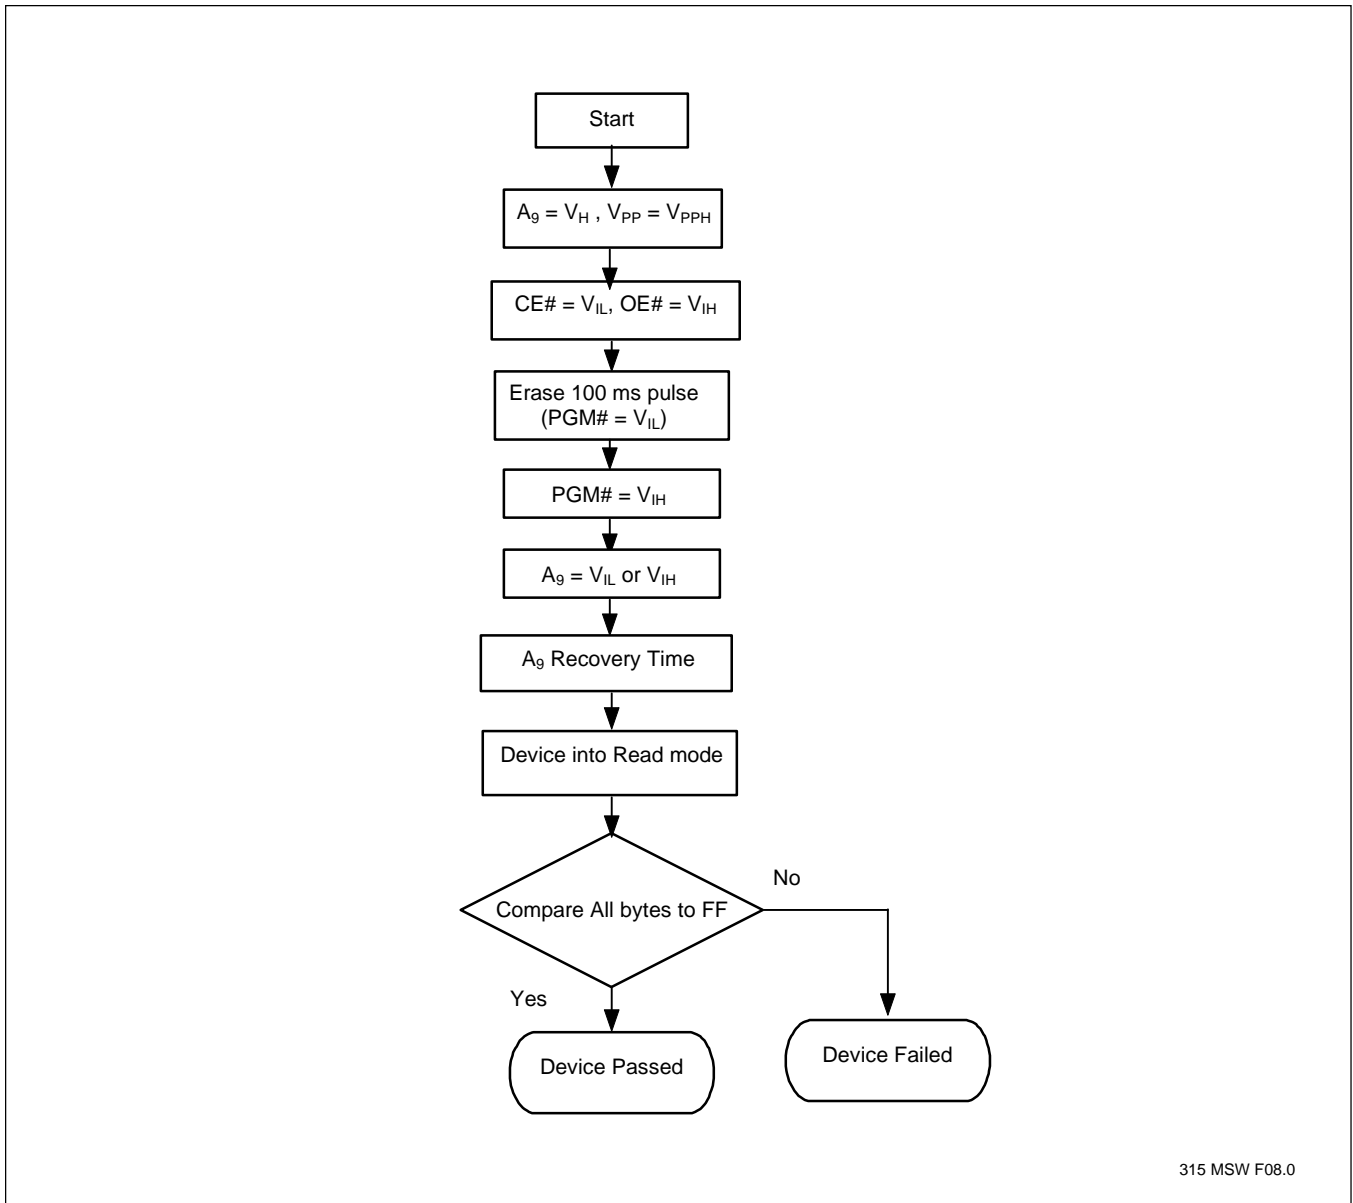 Start
A9 = VH , VPP = VPPH
CE# = VIL, OE# = VIH
Erase 100 ms pulse
(PGM# = VIL)
PGM# = VIH
A9 = VIL or VIH
A9 Recovery Time
Device into Read mode
Compare All bytes to FF
No
Yes
Device Passed
Device Failed
315 MSW F08.0